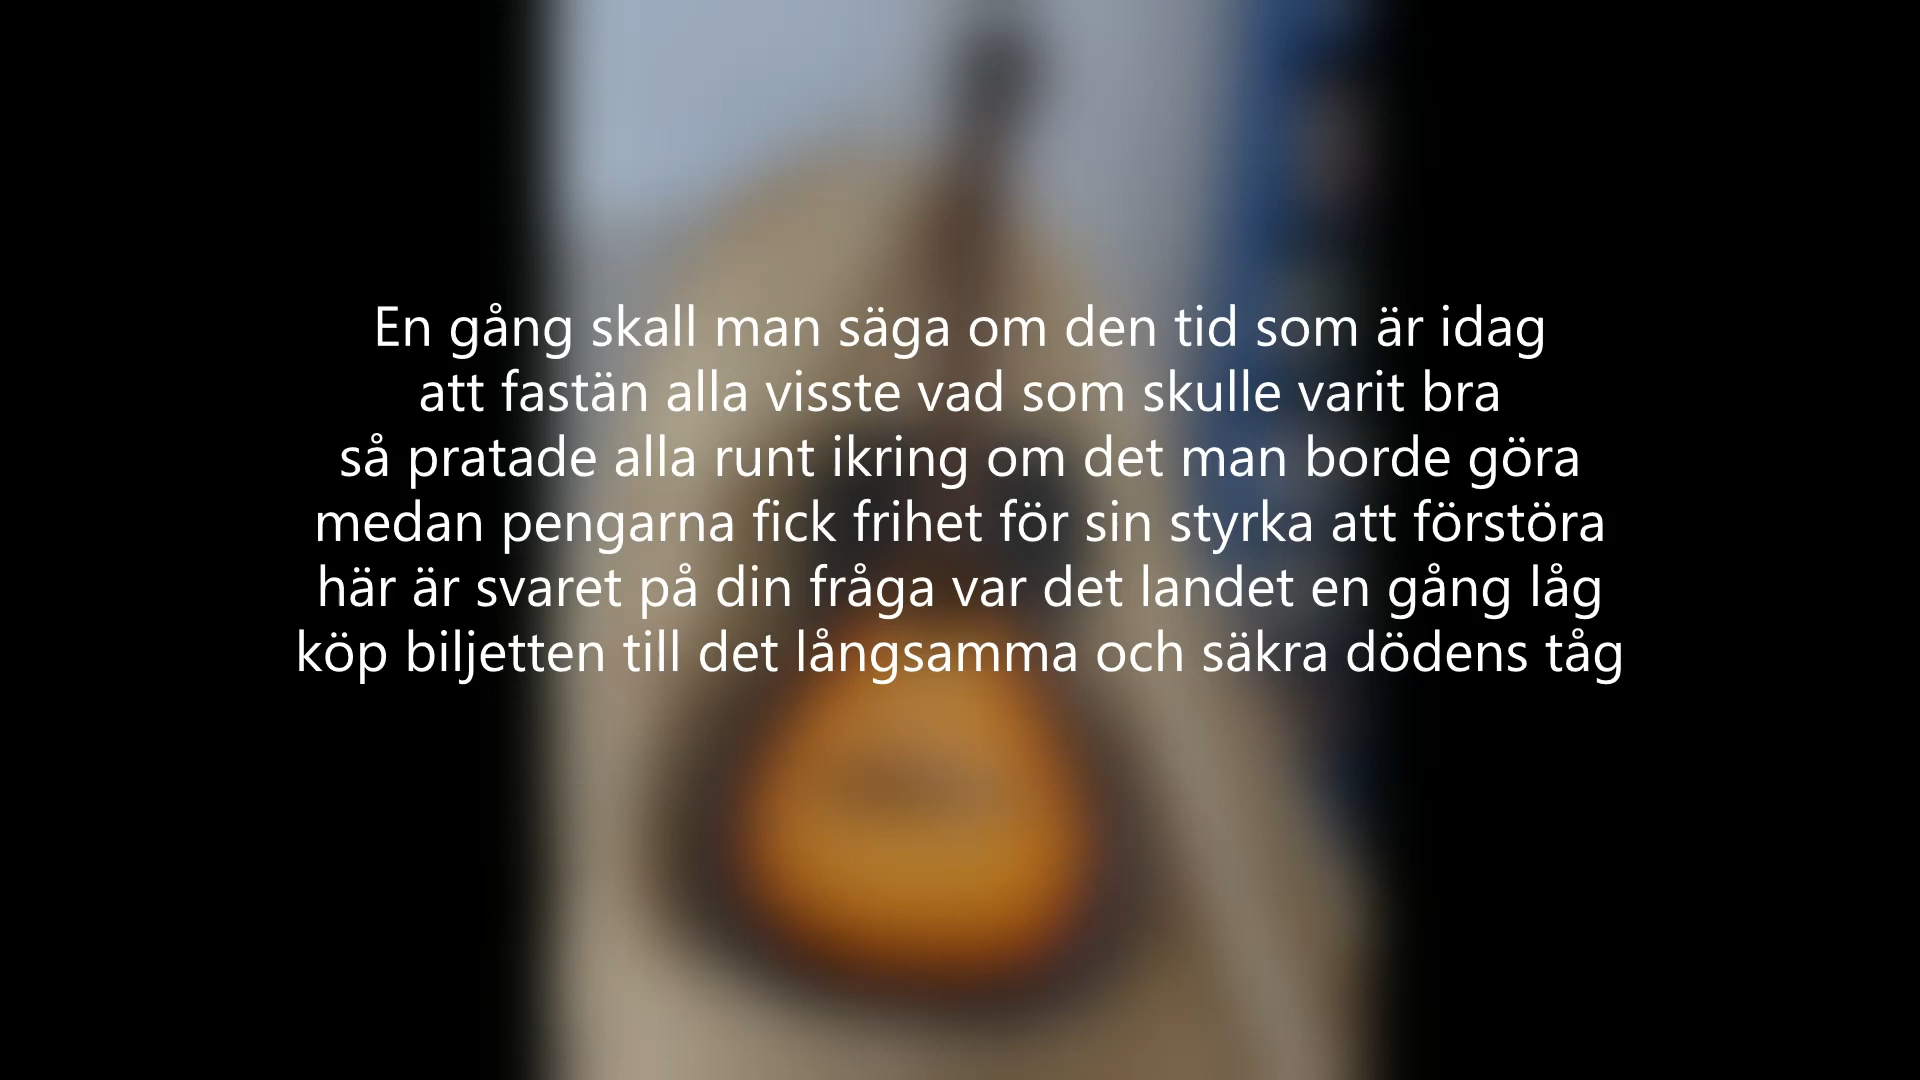 En gång skall man säga om den tid som är idag
att fastän alla visste vad som skulle varit bra
så pratade alla runt ikring om det man borde göra
medan pengarna fick frihet för sin styrka att förstöra
här är svaret på din fråga var det landet en gång låg
köp biljetten till det långsamma och säkra dödens tåg